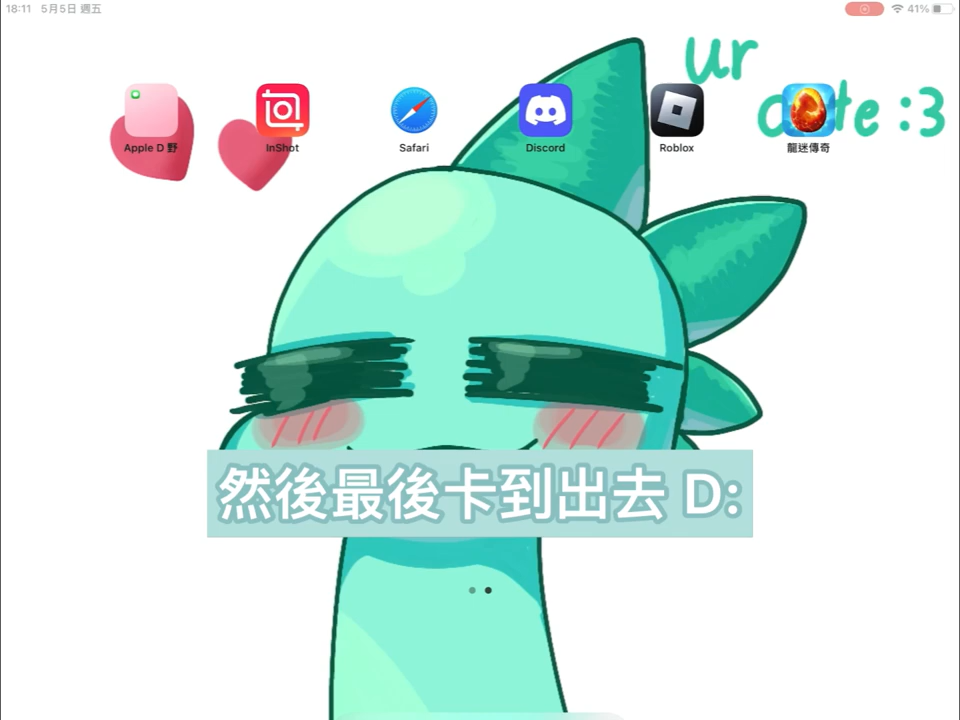 18:11 5月5日 週五
41%
ur
date :3
Apple D 野
InShot
Safari
Discord
Roblox
龍迷傳奇
然後最後卡到出去 D: